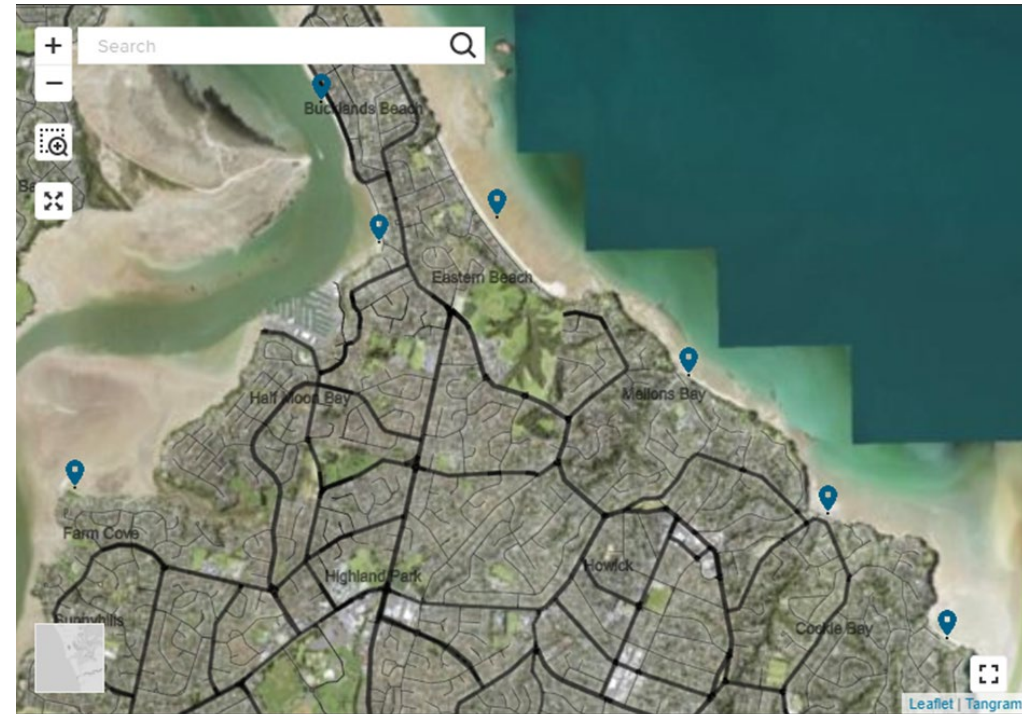 +
Search
−
Bucklands Beach
Eastern Beach
Half Moon Bay
Mellons Bay
Farm Cove
Howick
Highland Park
Sunnyhills
Cockle Bay
Leaflet | Tangram